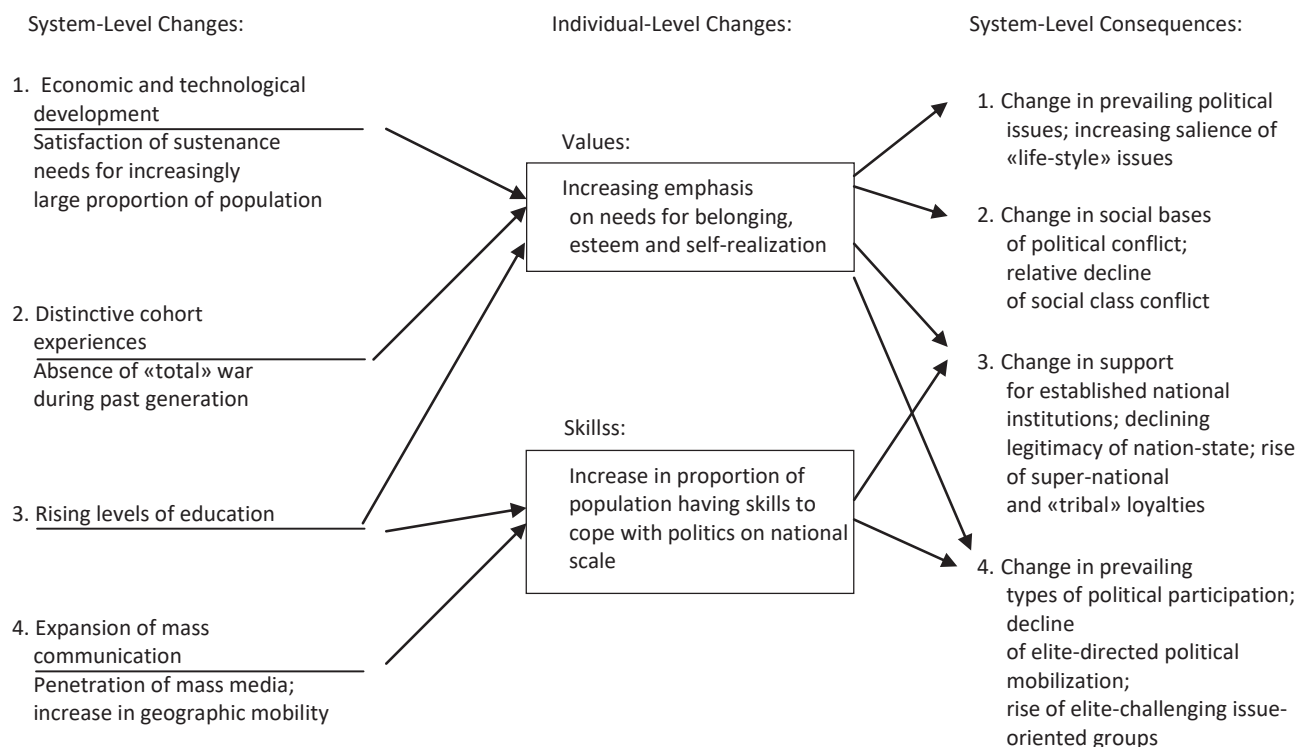 System-Level Changes:
Individual-Level Changes:
System-Level Consequences:
1. Economic and technological
development
Satisfaction of sustenance
needs for increasingly
large proportion of population
2. Distinctive cohort
experiences
Absence of «total» war
during past generation
3. Rising levels of education
4. Expansion of mass
communication
Penetration of mass media;
increase in geographic mobility
Values:
Increasing emphasis
on needs for belonging,
esteem and self-realization
Skillss:
Increase in proportion of
population having skills to
cope with politics on national
scale
1. Change in prevailing political
issues; increasing salience of
«life-style» issues
2. Change in social bases
of political conflict;
relative decline
of social class conflict
3. Change in support
for established national
institutions; declining
legitimacy of nation-state; rise
of super-national
and «tribal» loyalties
4. Change in prevailing
types of political participation;
decline
of elite-directed political
mobilization;
rise of elite-challenging issue-
oriented groups